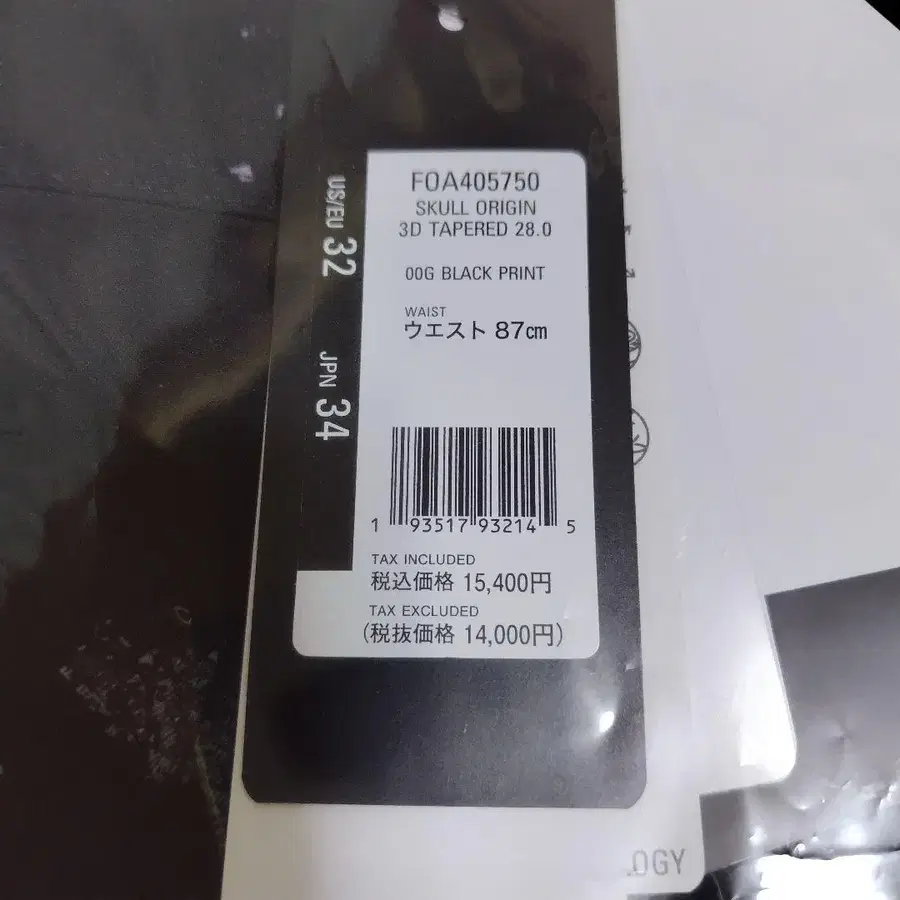 US/EU 32
JPN 34
FOA405750
SKULL ORIGIN
3D TAPERED 28.0
00G BLACK PRINT
WAIST
ウエスト 87cm
1 93517 93214 5
TAX INCLUDED
税込価格 15,400円
TAX EXCLUDED
(税抜価格 14,000円)
.OGY